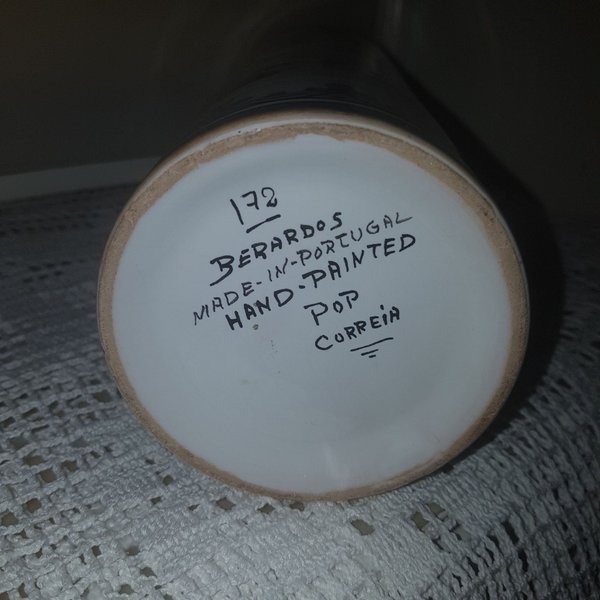 172
BERARDOS
MADE-IN-PORTUGAL
HAND-PAINTED
POP
CORREiA